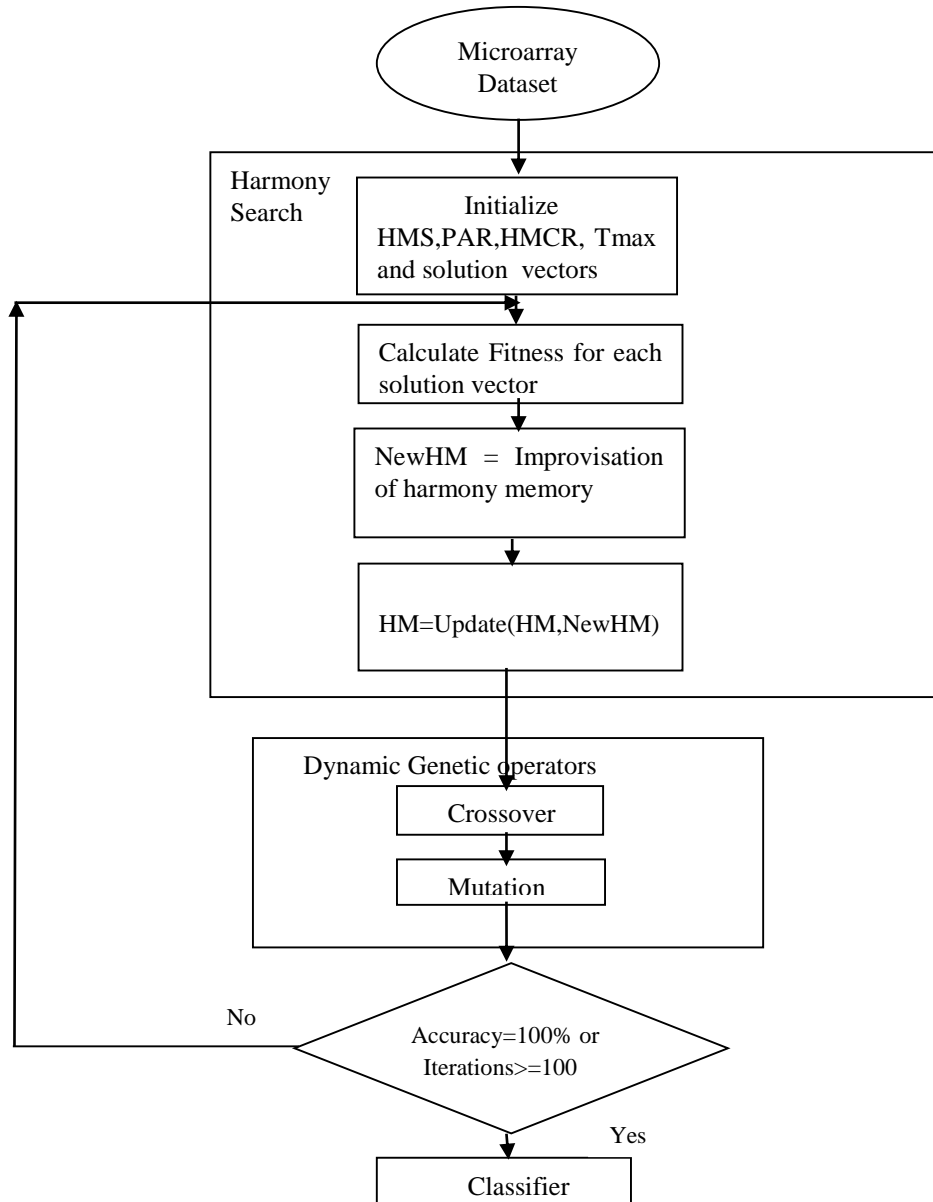 Microarray
Dataset
Harmony
Search
Initialize
HMS,PAR,HMCR, Tmax
and solution vectors
Calculate Fitness for each
solution vector
NewHM = Improvisation
of harmony memory
HM=Update(HM,NewHM)
Dynamic Genetic operators
Crossover
Mutation
No
Accuracy=100% or
Iterations>=100
Yes
Classifier